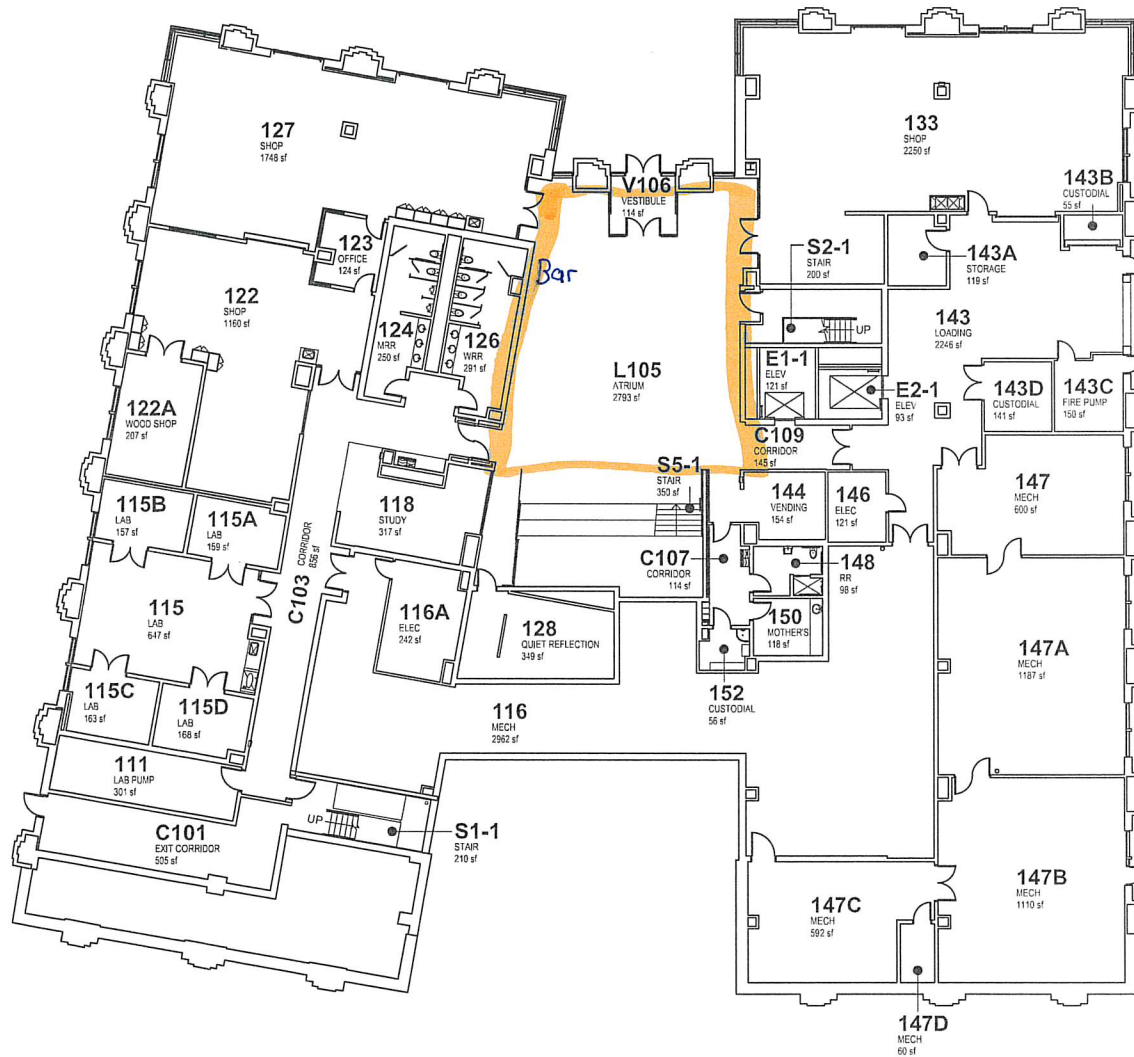 127
SHOP
1748 sf
133
SHOP
2250 sf
V106
VESTIBULE
114 sf
143B
CUSTODIAL
55 sf
123
OFFICE
124 sf
S2-1
STAIR
200 sf
143A
STORAGE
119 sf
Bar
122
SHOP
1160 sf
124
MRR
250 sf
126
WRR
291 sf
UP
143
LOADING
2246 sf
L105
ATRIUM
2793 sf
E1-1
ELEV
121 sf
E2-1
ELEV
93 sf
143D
CUSTODIAL
141 sf
143C
FIRE PUMP
150 sf
122A
WOOD SHOP
207 sf
C109
CORRIDOR
145 sf
S5-1
STAIR
350 sf
118
STUDY
317 sf
144
VENDING
154 sf
146
ELEC
121 sf
147
MECH
600 sf
115B
LAB
157 sf
115A
LAB
159 sf
C103 CORRIDOR
856 sf
C107
CORRIDOR
114 sf
148
RR
98 sf
115
LAB
647 sf
116A
ELEC
242 sf
128
QUIET REFLECTION
349 sf
150
MOTHER'S
118 sf
147A
MECH
1187 sf
115C
LAB
163 sf
115D
LAB
168 sf
152
CUSTODIAL
56 sf
116
MECH
2962 sf
111
LAB PUMP
301 sf
C101
EXIT CORRIDOR
505 sf
UP
S1-1
STAIR
210 sf
147C
MECH
592 sf
147B
MECH
1110 sf
147D
MECH
60 sf